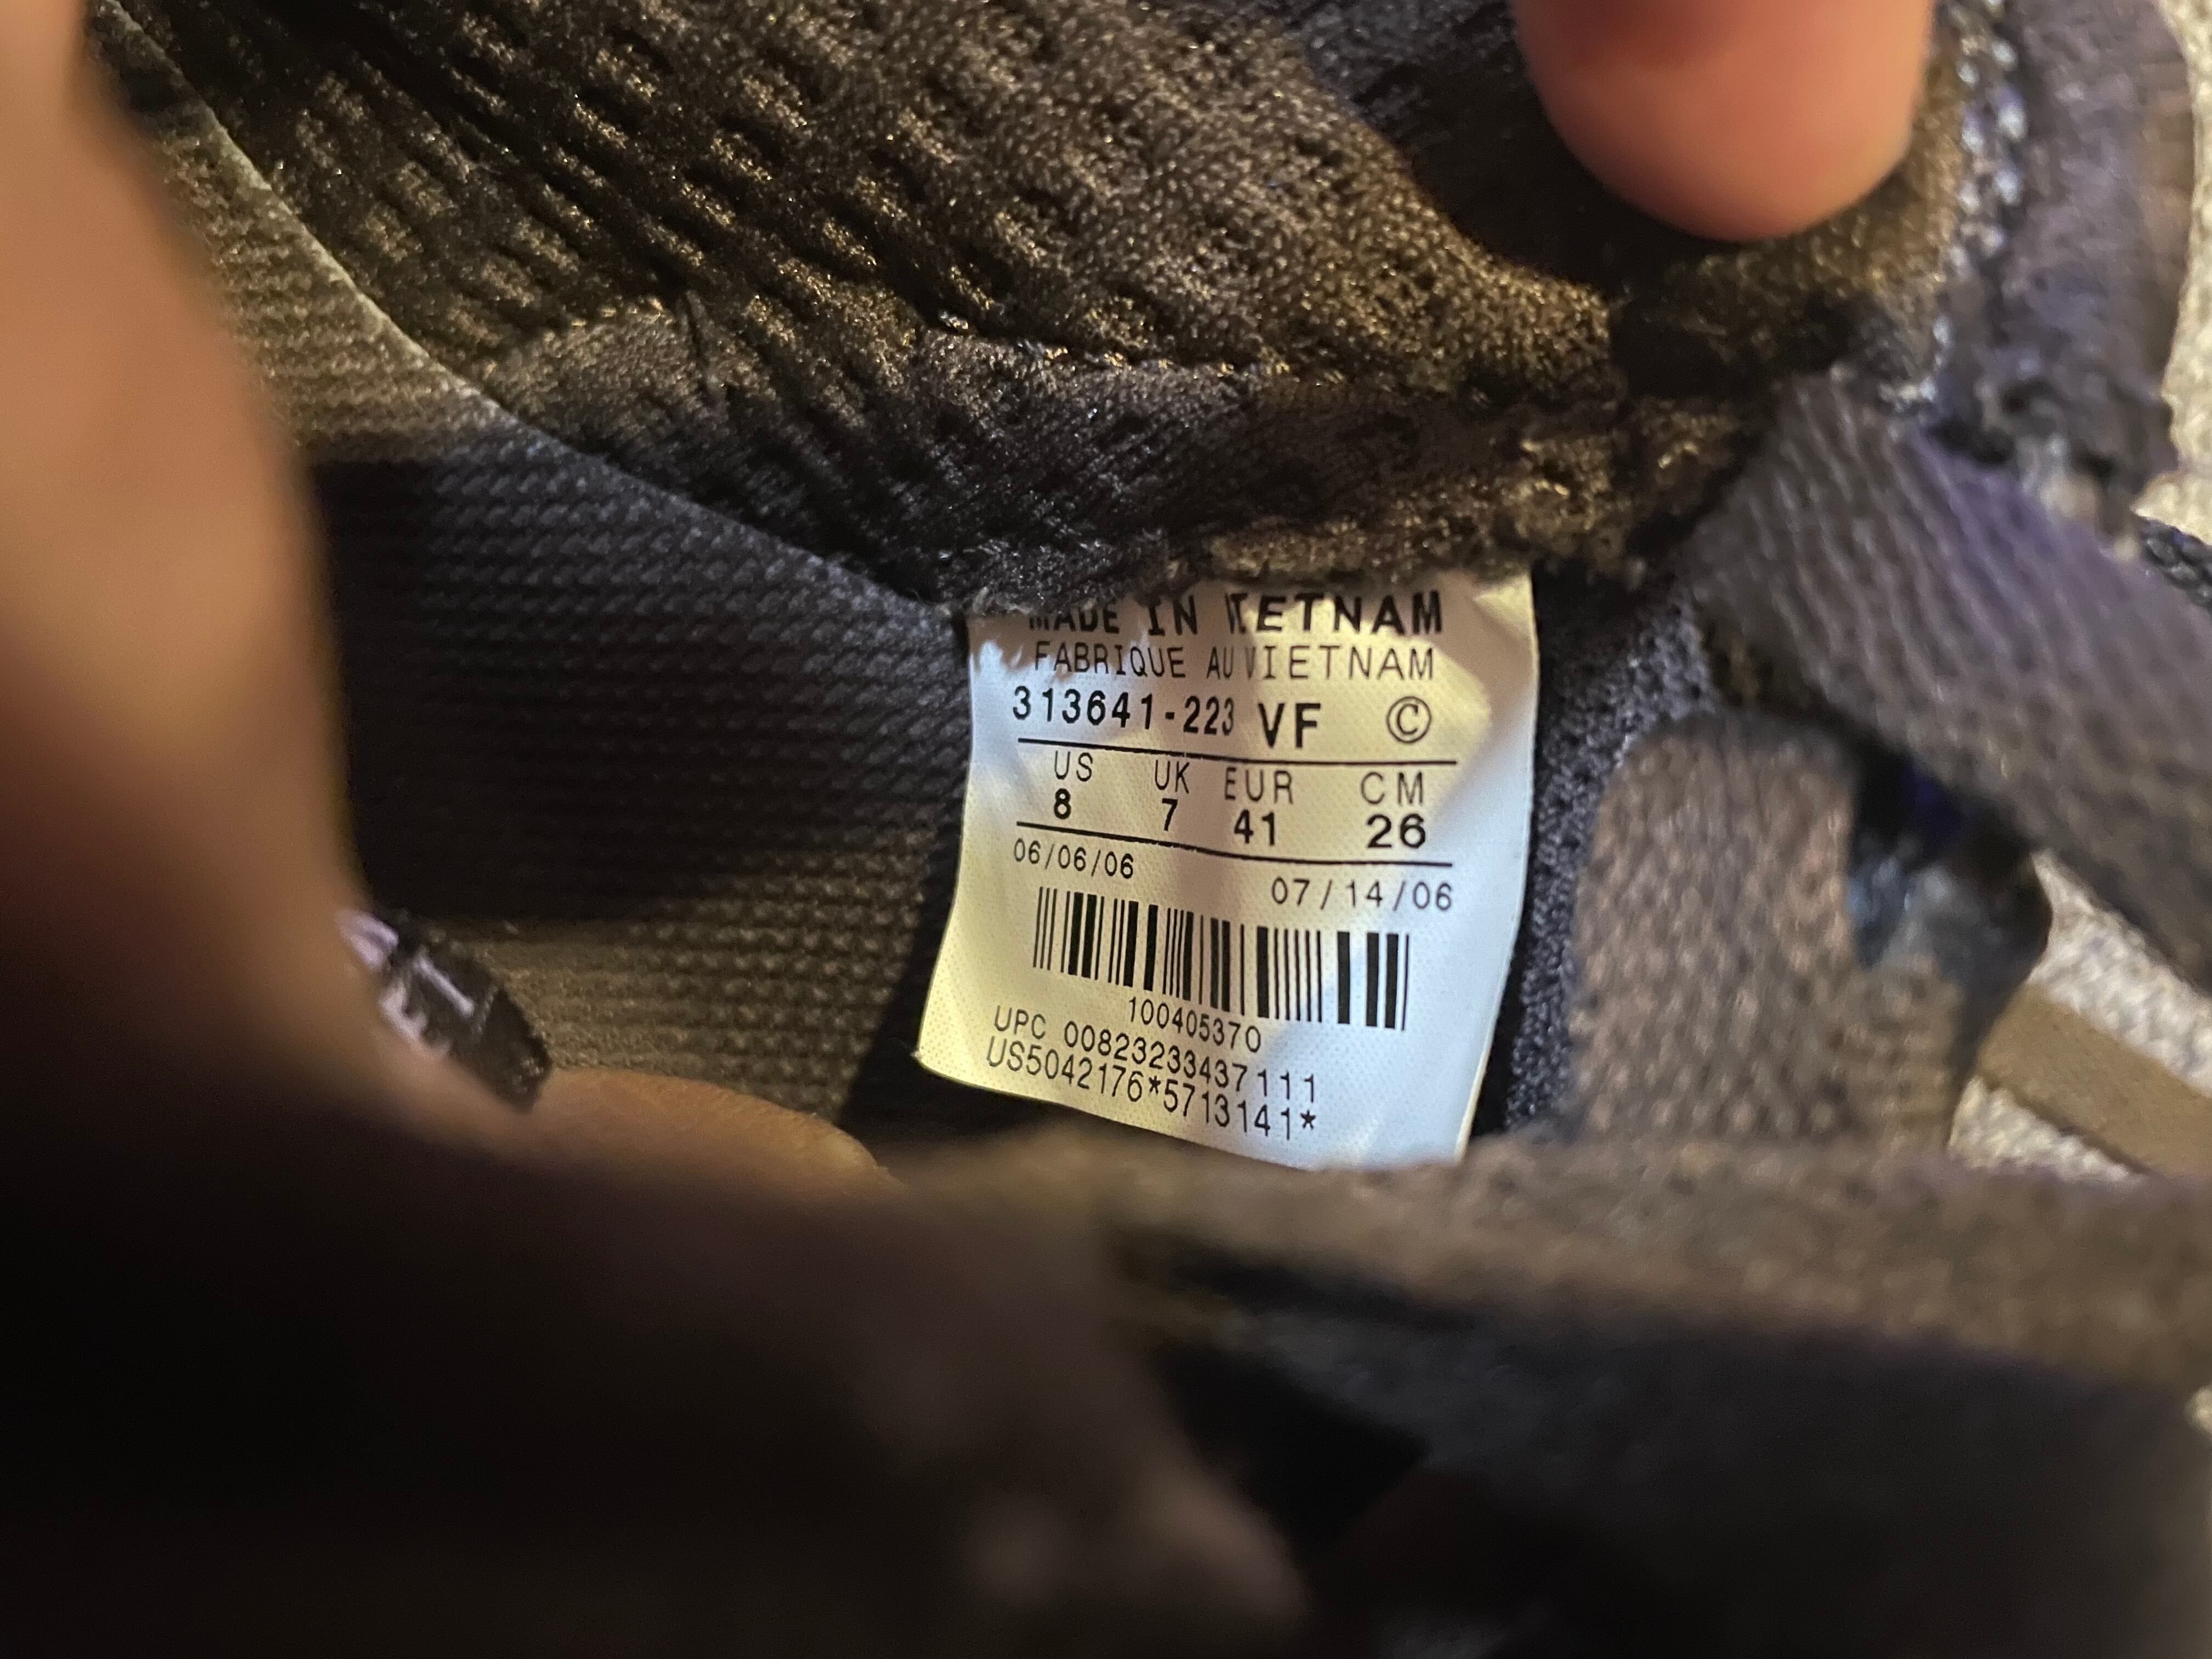 MADE IN VIETNAM
FABRIQUE AU VIETNAM
313641-223 VF ©
US UK EUR CM
8 7 41 26
06/06/06 07/14/06
100405370
UPC 00823233437111
US5042176*5713141*